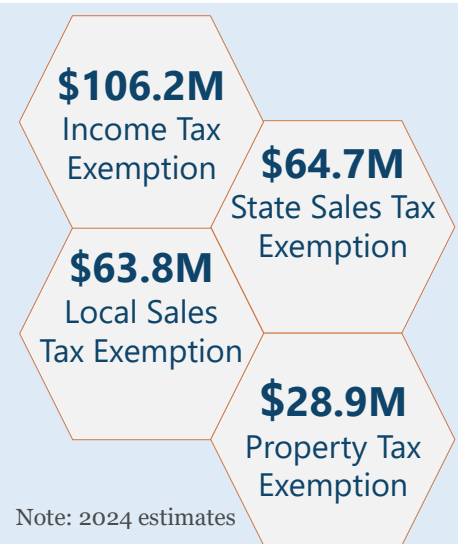 $106.2M
Income Tax
Exemption
$64.7M
State Sales Tax
Exemption
$63.8M
Local Sales
Tax Exemption
$28.9M
Property Tax
Exemption
Note: 2024 estimates